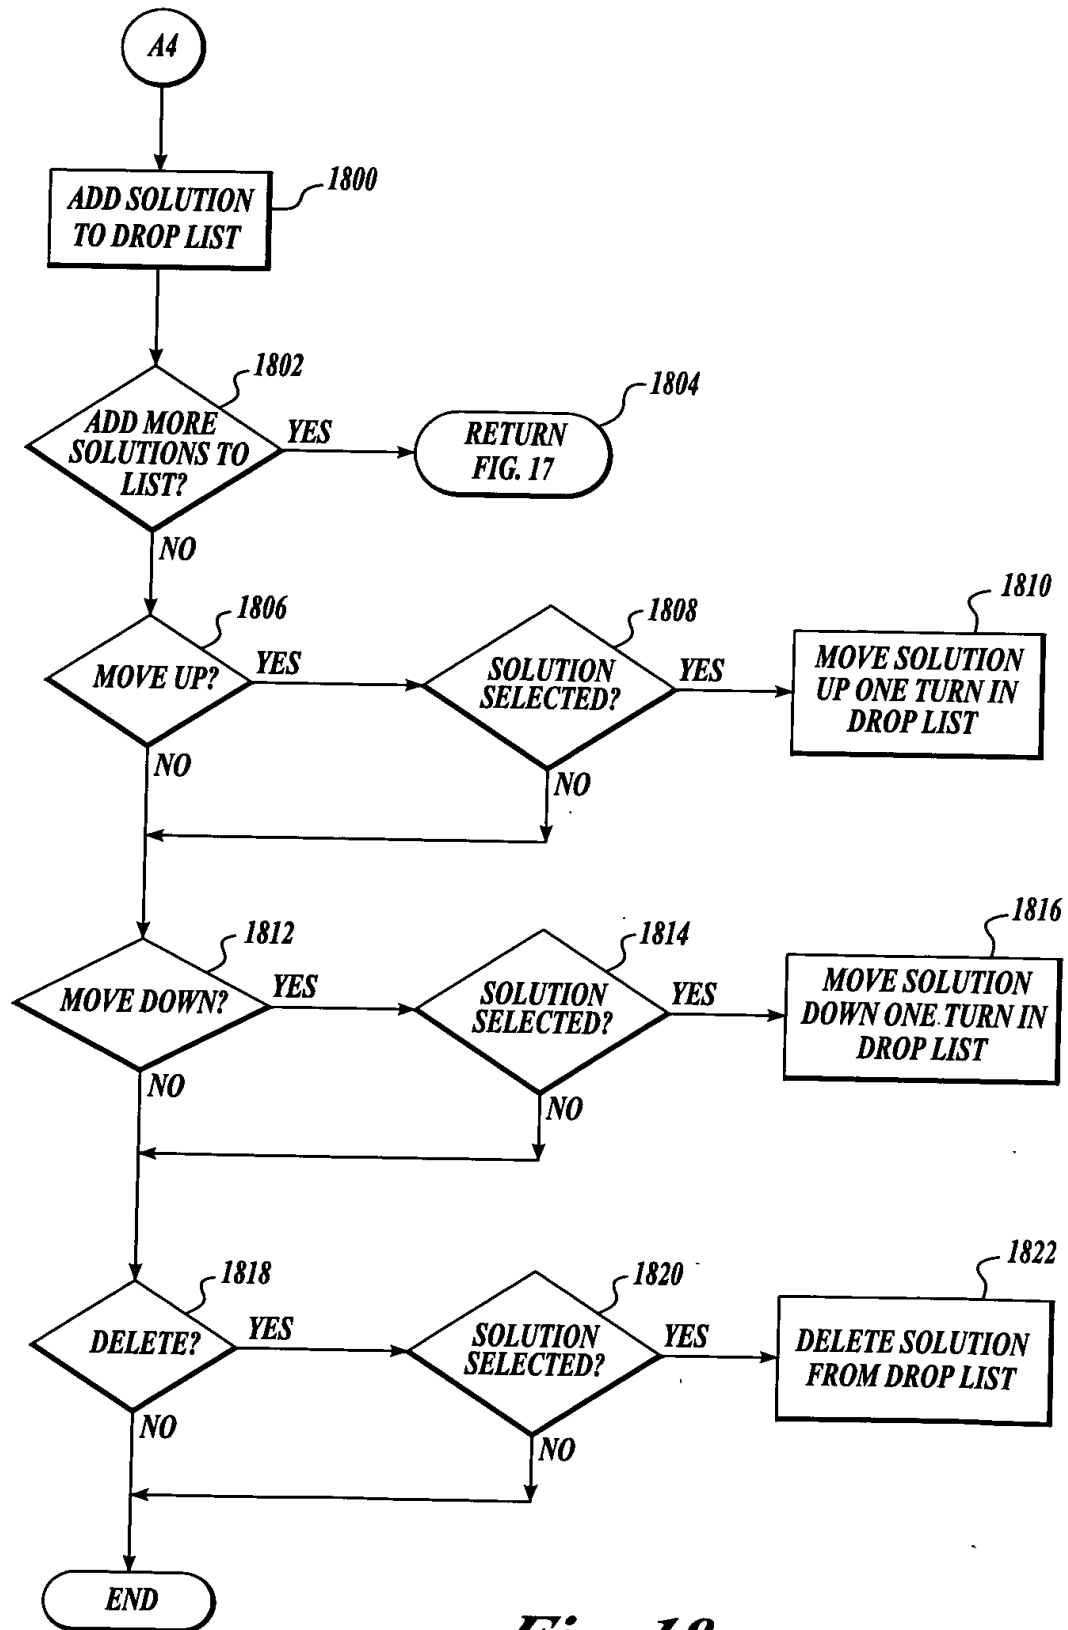 A4
1800
ADD SOLUTION
TO DROP LIST
1802
ADD MORE
SOLUTIONS TO
LIST?
YES
1804
RETURN
FIG. 17
NO
1806
MOVE UP?
YES
1808
SOLUTION
SELECTED?
YES
1810
MOVE SOLUTION
UP ONE TURN IN
DROP LIST
NO
NO
1812
MOVE DOWN?
YES
1814
SOLUTION
SELECTED?
YES
1816
MOVE SOLUTION
DOWN ONE TURN IN
DROP LIST
NO
NO
1818
DELETE?
YES
1820
SOLUTION
SELECTED?
YES
1822
DELETE SOLUTION
FROM DROP LIST
NO
NO
END